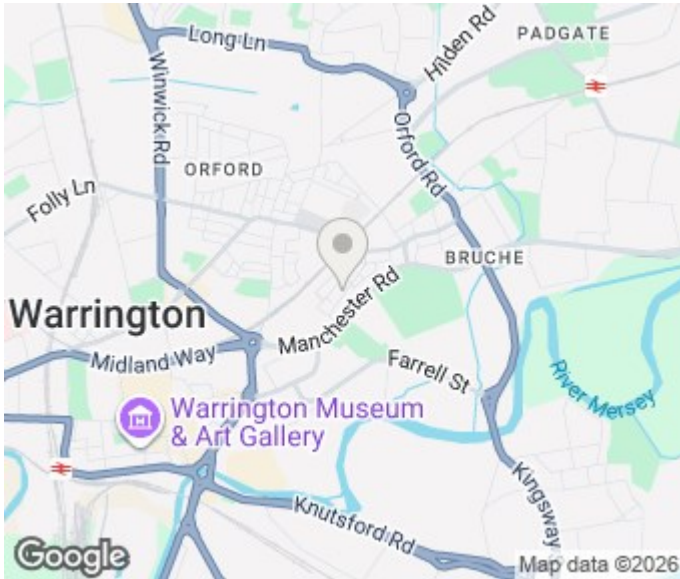 Long Ln
Hilden Rd
PADGATE
Winwick Rd
Orford Rd
ORFORD
Folly Ln
BRUCHE
Manchester Rd
Warrington
Midland Way
Farrell St
River Mersey
Warrington Museum
& Art Gallery
Kingsway
Knutsford Rd
Google
Map data ©2026